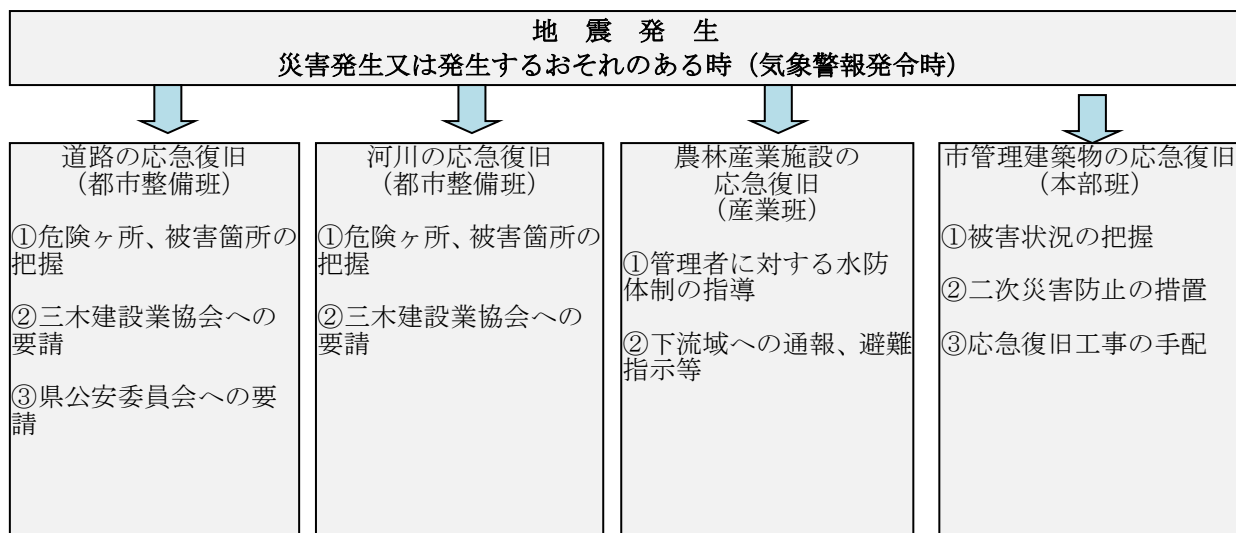 地 震 発 生
災害発生又は発生するおそれのある時（気象警報発令時）
道路の応急復旧
（都市整備班）
①危険ヶ所、被害箇所の
把握
②三木建設業協会への
要請
③県公安委員会への要
請
河川の応急復旧
（都市整備班）
①危険ヶ所、被害箇所の
把握
②三木建設業協会への
要請
農林産業施設の
応急復旧
（産業班）
①管理者に対する水防
体制の指導
②下流域への通報、避難
指示等
市管理建築物の応急復旧
（本部班）
①被害状況の把握
②二次災害防止の措置
③応急復旧工事の手配